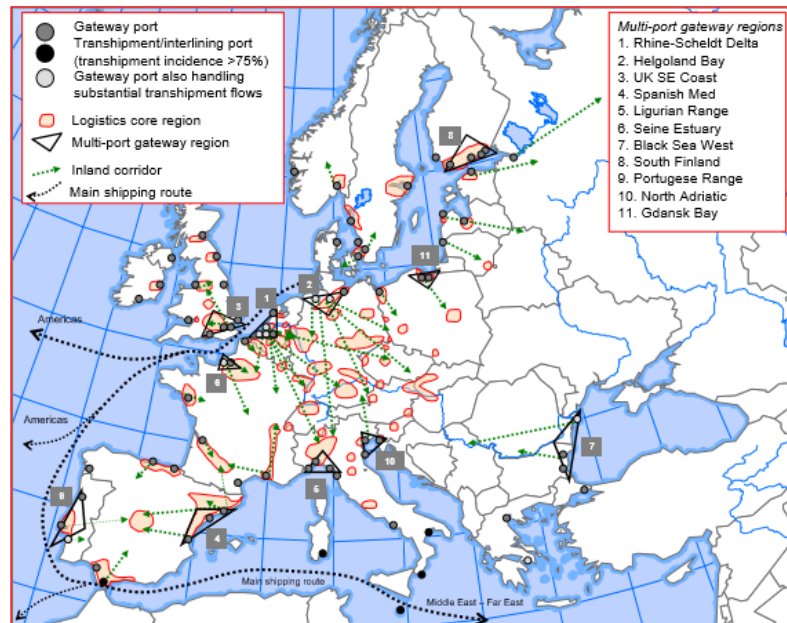 Gateway port
Transhipment/interlining port
(transhipment incidence >75%)
Gateway port also handling
substantial transhipment flows
Logistics core region
Multi-port gateway region
Inland corridor
Main shipping route
Multi-port gateway regions
1. Rhine-Scheldt Delta
2. Helgoland Bay
3. UK SE Coast
4. Spanish Med
5. Ligurian Range
6. Seine Estuary
7. Black Sea West
8. South Finland
9. Portugese Range
10. North Adriatic
11. Gdansk Bay
8
11
2
1
3
Americas
6
Americas
7
10
5
9
4
Main shipping route
Middle East – Far East